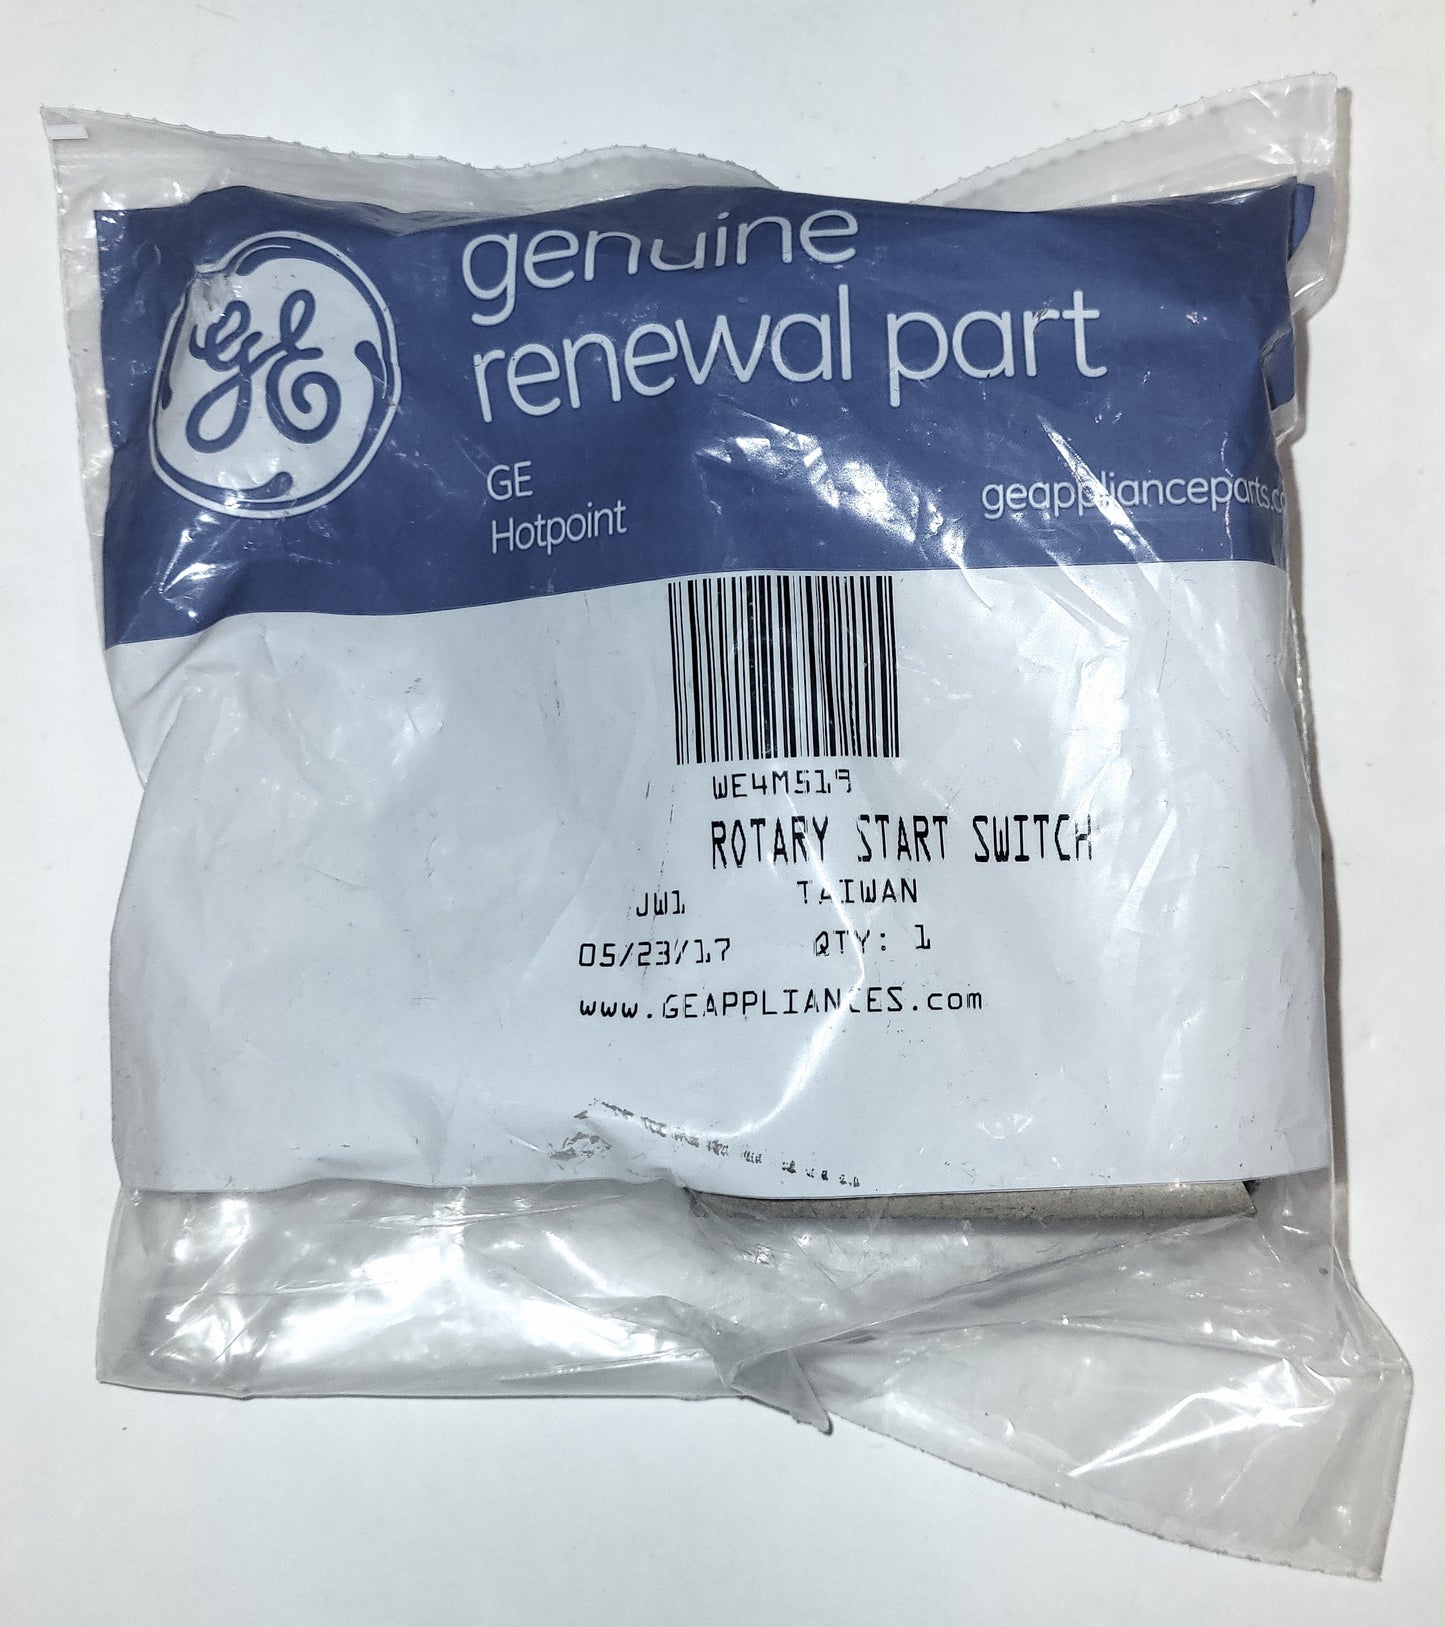 GE
genuine
renewal part
GE
Hotpoint
geapplianceparts.co
WE4M519
ROTARY START SWITCH
JW1 TAIWAN
05/23/17 QTY: 1
www.GEAPPLIANCES.com